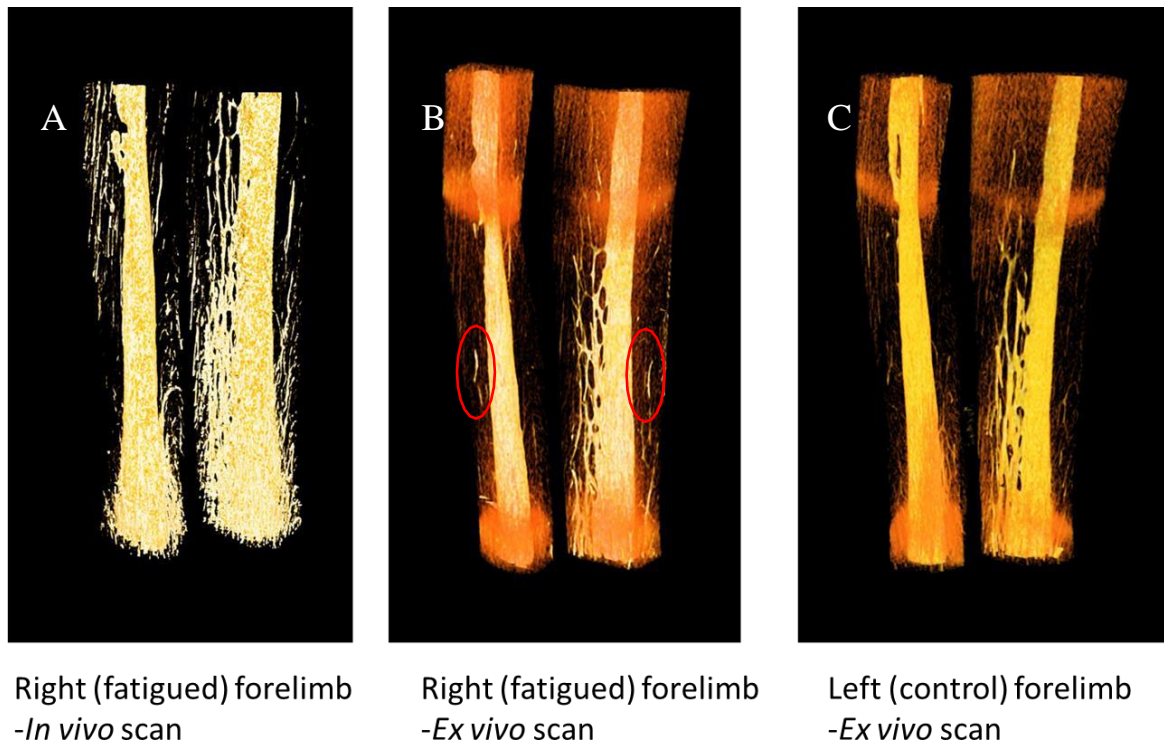 A
B
C
Right (fatigued) forelimb
-In vivo scan
Right (fatigued) forelimb
-Ex vivo scan
Left (control) forelimb
-Ex vivo scan